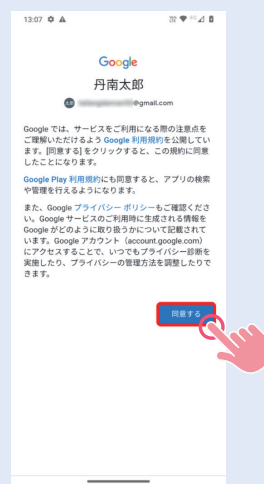 13:07
Google
丹南太郎
@gmail.com
Google では、サービスをご利用になる際の注意点を
ご理解いただけるよう Google 利用規約を公開してい
ます。[同意する] をクリックすると、この規約に同意
したことになります。
Google Play 利用規約にも同意すると、アプリの検索
や管理を行えるようになります。
また、Google プライバシー ポリシーもご確認くださ
い。Google サービスのご利用時に生成される情報を
Google がどのように取り扱うかについて記載されて
います。Google アカウント（account.google.com）
にアクセスすることで、いつでもプライバシー診断を
実施したり、プライバシーの管理方法を調整したりで
きます。
同意する